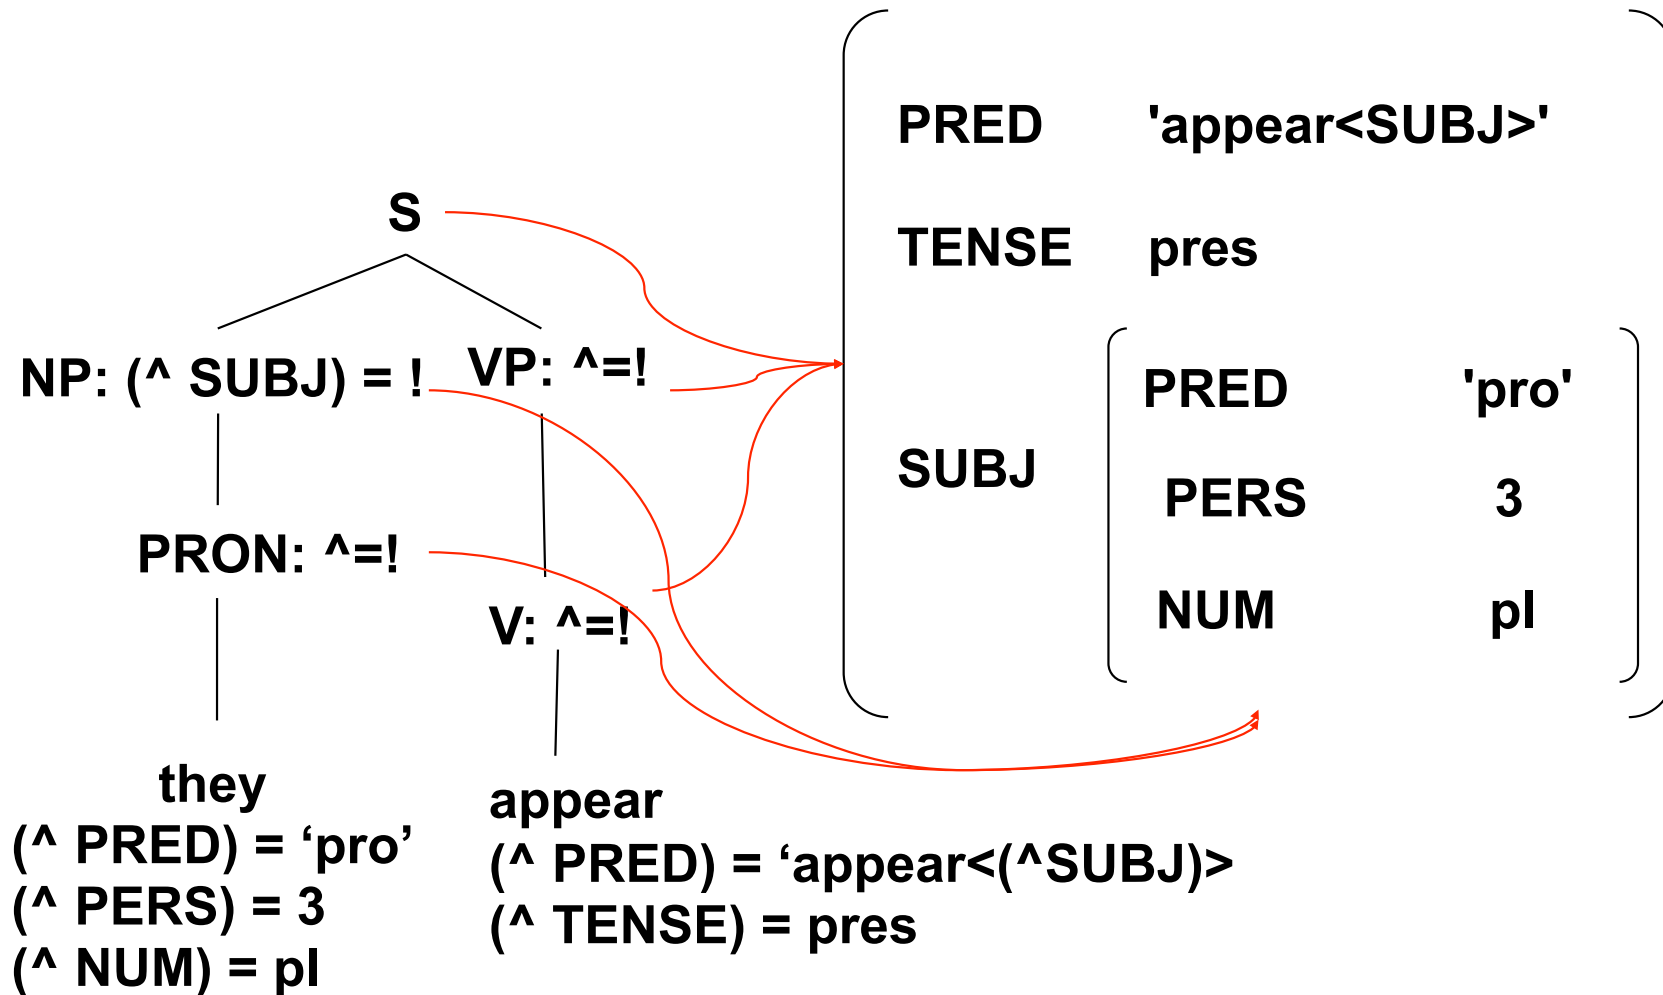 S
NP: (^ SUBJ) = !
VP: ^=!
PRON: ^=!
V: ^=!
they
(^ PRED) = ‘pro’
(^ PERS) = 3
(^ NUM) = pl
appear
(^ PRED) = ‘appear<(^SUBJ)>
(^ TENSE) = pres
PRED 'appear<SUBJ>'
TENSE pres
SUBJ
PRED 'pro'
PERS 3
NUM pl